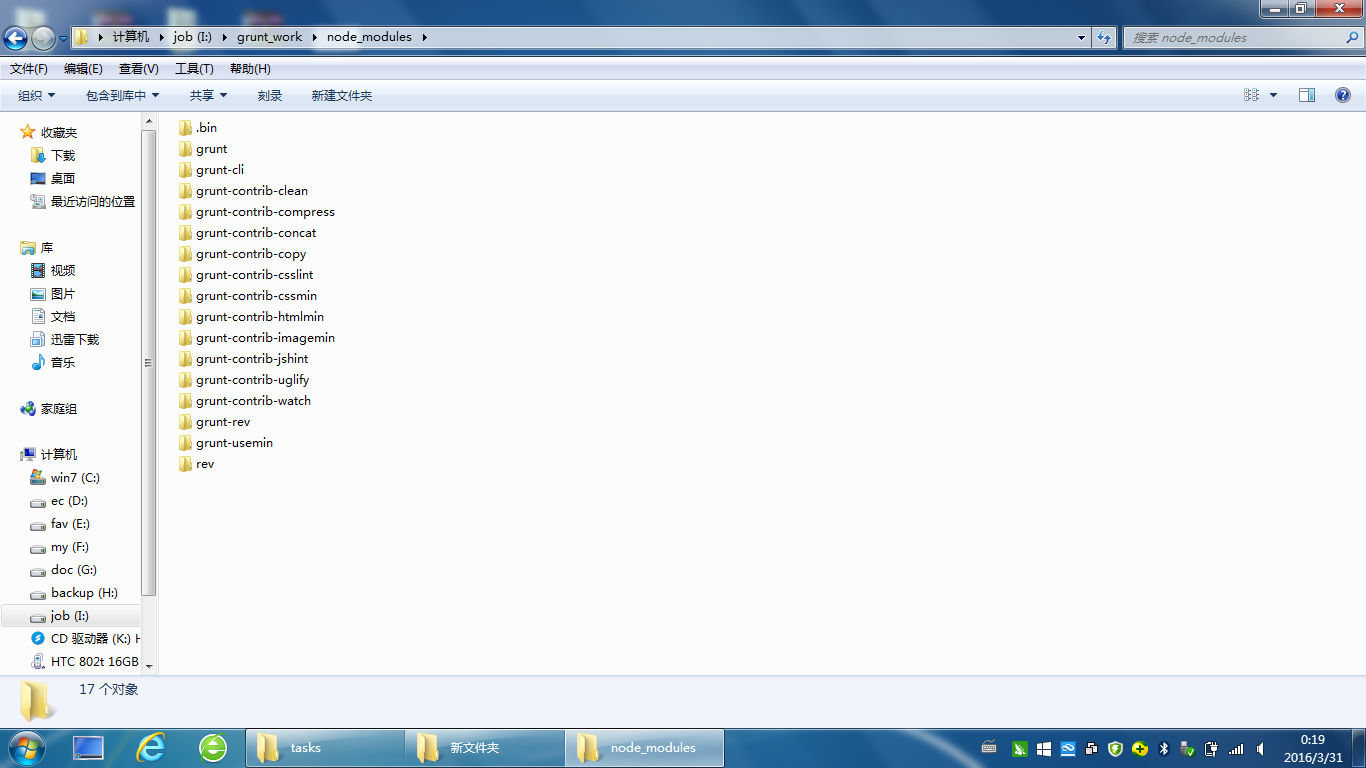 计算机 job (I:) grunt_work node_modules
搜索 node_modules
文件(F) 编辑(E) 查看(V) 工具(T) 帮助(H)
组织 包含到库中 共享 刻录 新建文件夹
收藏夹
下载
桌面
最近访问的位置
库
视频
图片
文档
迅雷下载
音乐
家庭组
计算机
win7 (C:)
ec (D:)
fav (E:)
my (F:)
doc (G:)
backup (H:)
job (I:)
CD 驱动器 (K:) H
HTC 802t 16GB
.bin
grunt
grunt-cli
grunt-contrib-clean
grunt-contrib-compress
grunt-contrib-concat
grunt-contrib-copy
grunt-contrib-csslint
grunt-contrib-cssmin
grunt-contrib-htmlmin
grunt-contrib-imagemin
grunt-contrib-jshint
grunt-contrib-uglify
grunt-contrib-watch
grunt-rev
grunt-usemin
rev
17 个对象
tasks 新文件夹 node_modules
0:19
2016/3/31